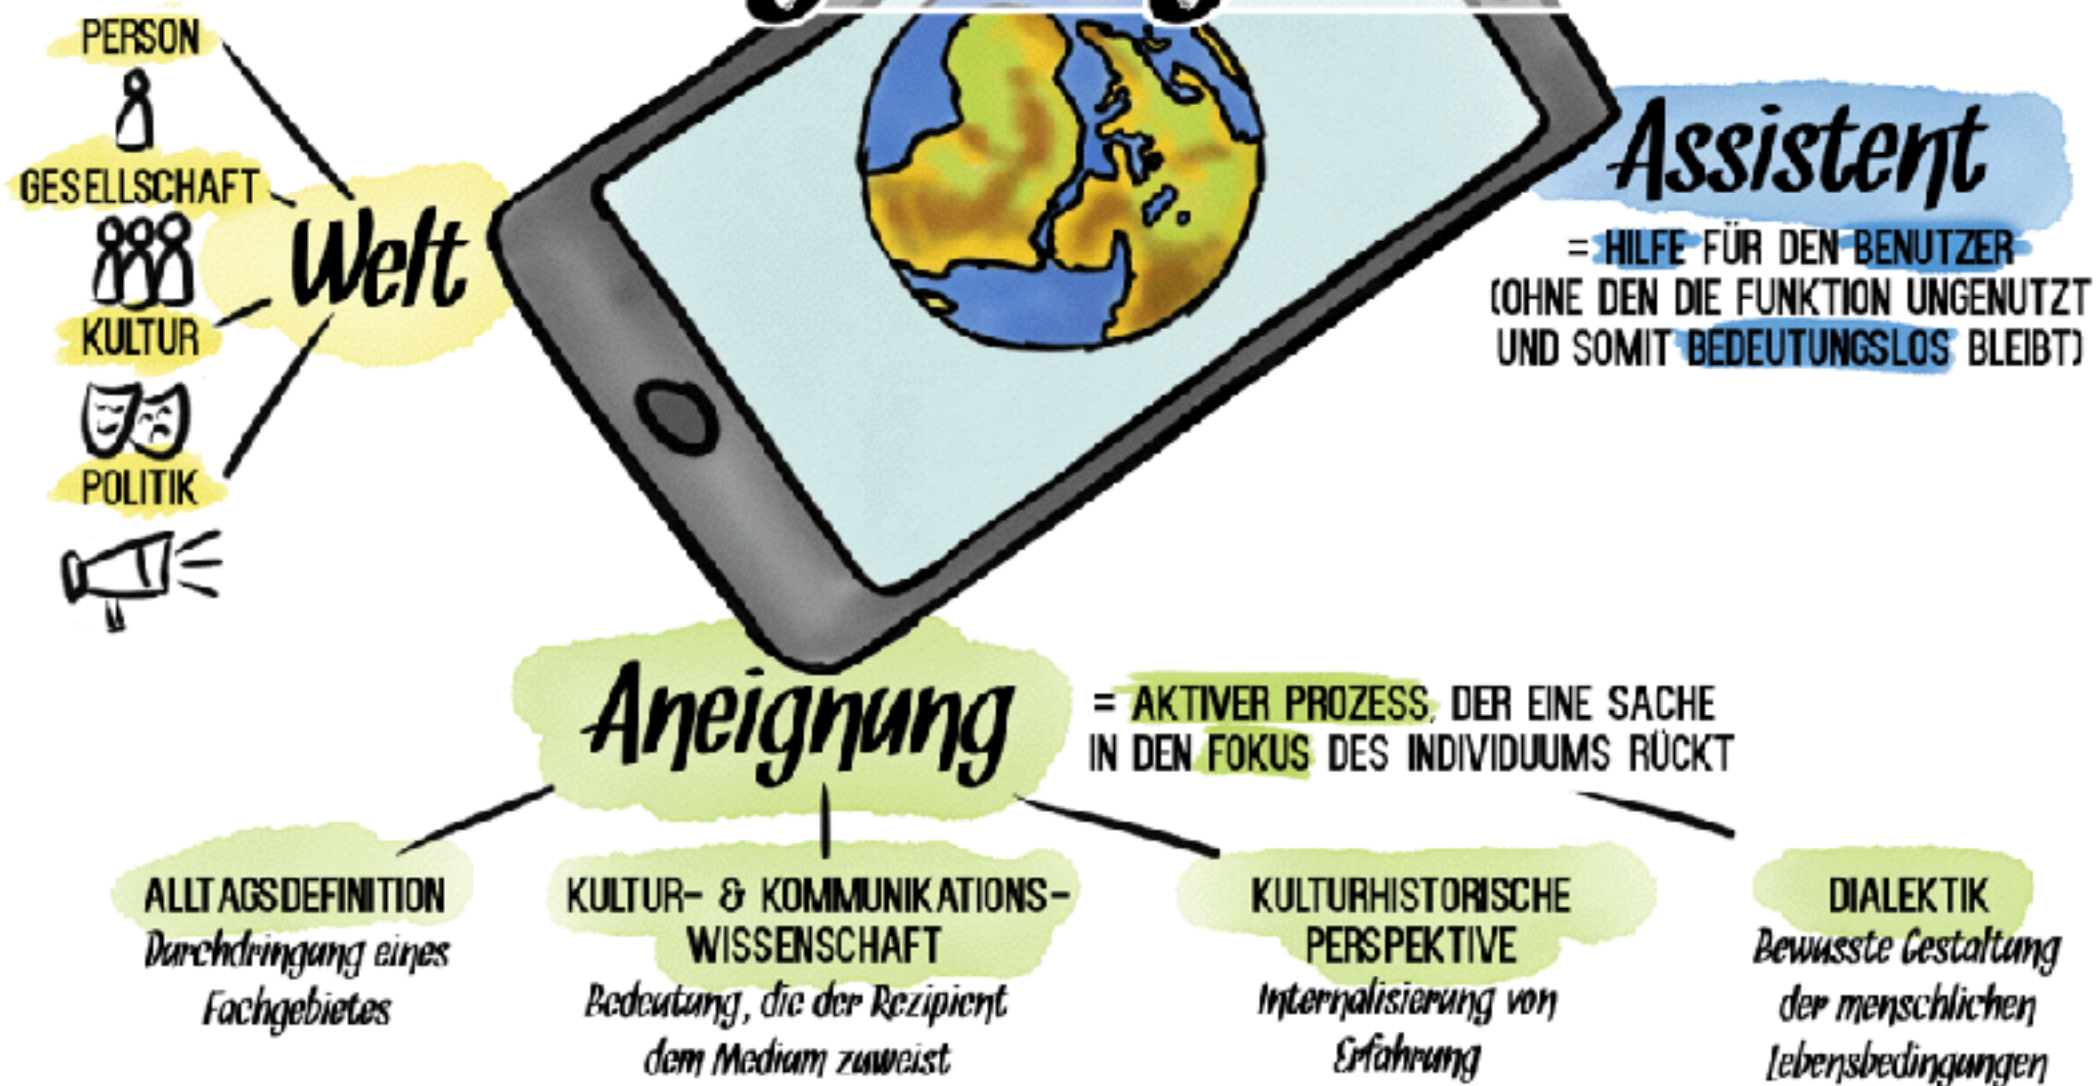 PERSON
GESELLSCHAFT
KULTUR
POLITIK
Welt
Assistent
= HILFE FÜR DEN BENUTZER
(OHNE DEN DIE FUNKTION UNGENUTZT
UND SOMIT BEDEUTUNGSLOS BLEIBT)
Aneignung
= AKTIVER PROZESS, DER EINE SACHE
IN DEN FOKUS DES INDIVIDUUMS RÜCKT
ALLTAGSDEFINITION
Durchdringung eines
Fachgebietes
KULTUR- & KOMMUNIKATIONS-
WISSENSCHAFT
Bedeutung, die der Rezipient
dem Medium zuweist
KULTURHISTORISCHE
PERSPEKTIVE
Internalisierung von
Erfahrung
DIALEKTIK
Bewusste Gestaltung
der menschlichen
Lebensbedingungen